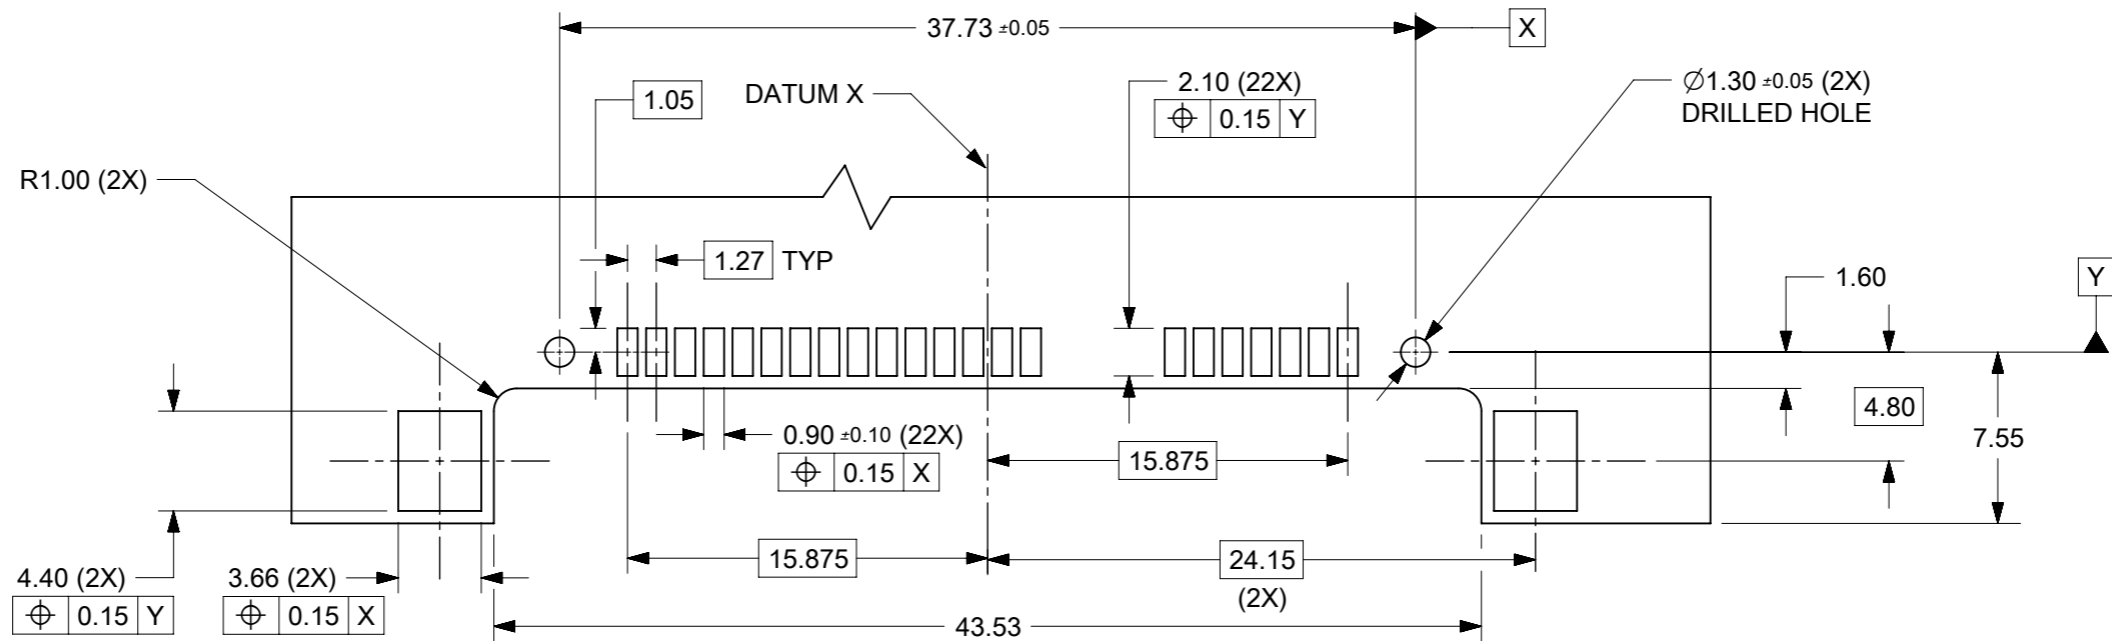 37.73 ±0.05
X
1.05
DATUM X
2.10 (22X)
⌖ 0.15 Y
Ø1.30 ±0.05 (2X)
DRILLED HOLE
R1.00 (2X)
1.27 TYP
1.60
Y
4.80
7.55
0.90 ±0.10 (22X)
⌖ 0.15 X
15.875
15.875
24.15
(2X)
4.40 (2X)
⌖ 0.15 Y
3.66 (2X)
⌖ 0.15 X
43.53